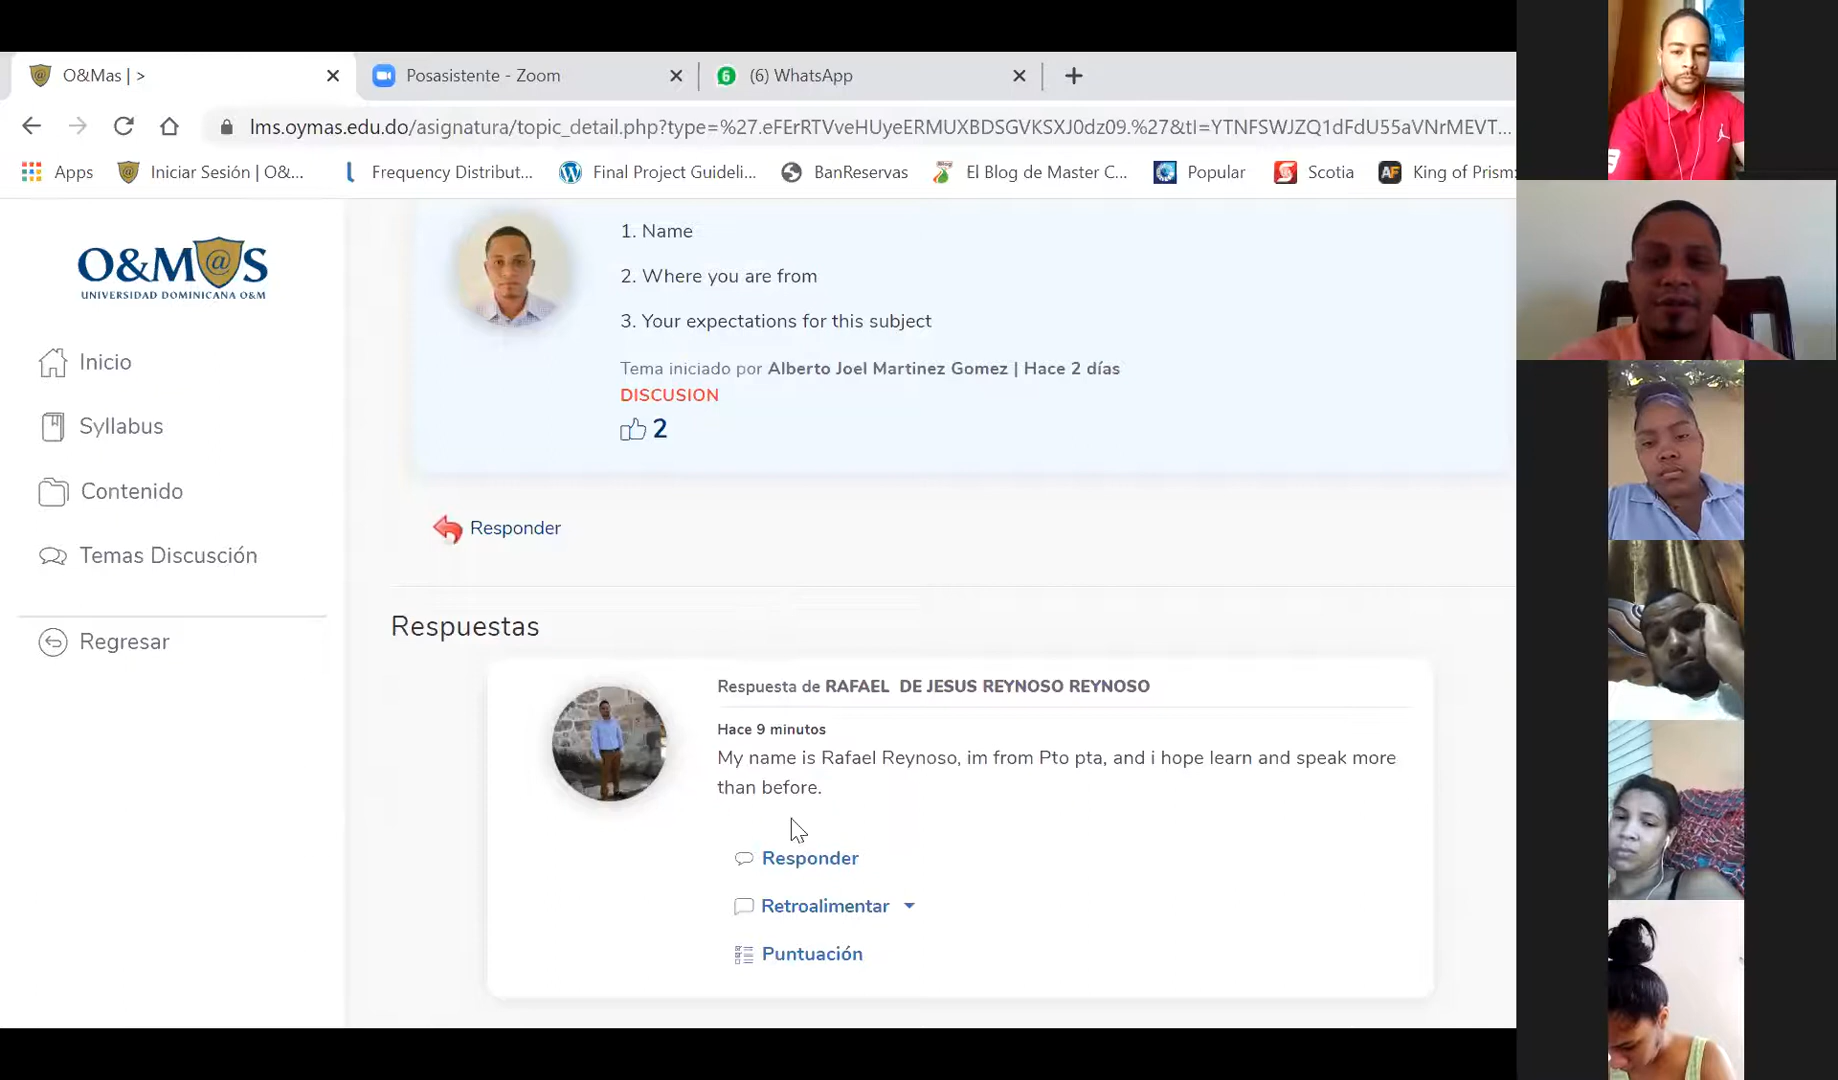 O&Mas | >
Posasistente - Zoom
6
(6) WhatsApp
lms.oymas.edu.do/asignatura/topic_detail.php?type=%27.eFErRTVveHUyeERMUXBDSGVKSXJ0dz09.%27&tI=YTNFSWJZQ1dFdU55aVNrMEVT...
Apps
Iniciar Sesión | O&...
Frequency Distribut...
Final Project Guideli...
BanReservas
El Blog de Master C...
Popular
Scotia
AF
King of Prism:
O&M@S
UNIVERSIDAD DOMINICANA O&M
Inicio
Syllabus
Contenido
Temas Discusción
Regresar
1. Name
2. Where you are from
3. Your expectations for this subject
Tema iniciado por Alberto Joel Martinez Gomez | Hace 2 días
DISCUSION
2
Responder
Respuestas
Respuesta de RAFAEL DE JESUS REYNOSO REYNOSO
Hace 9 minutos
My name is Rafael Reynoso, im from Pto pta, and i hope learn and speak more
than before.
Responder
Retroalimentar
Puntuación